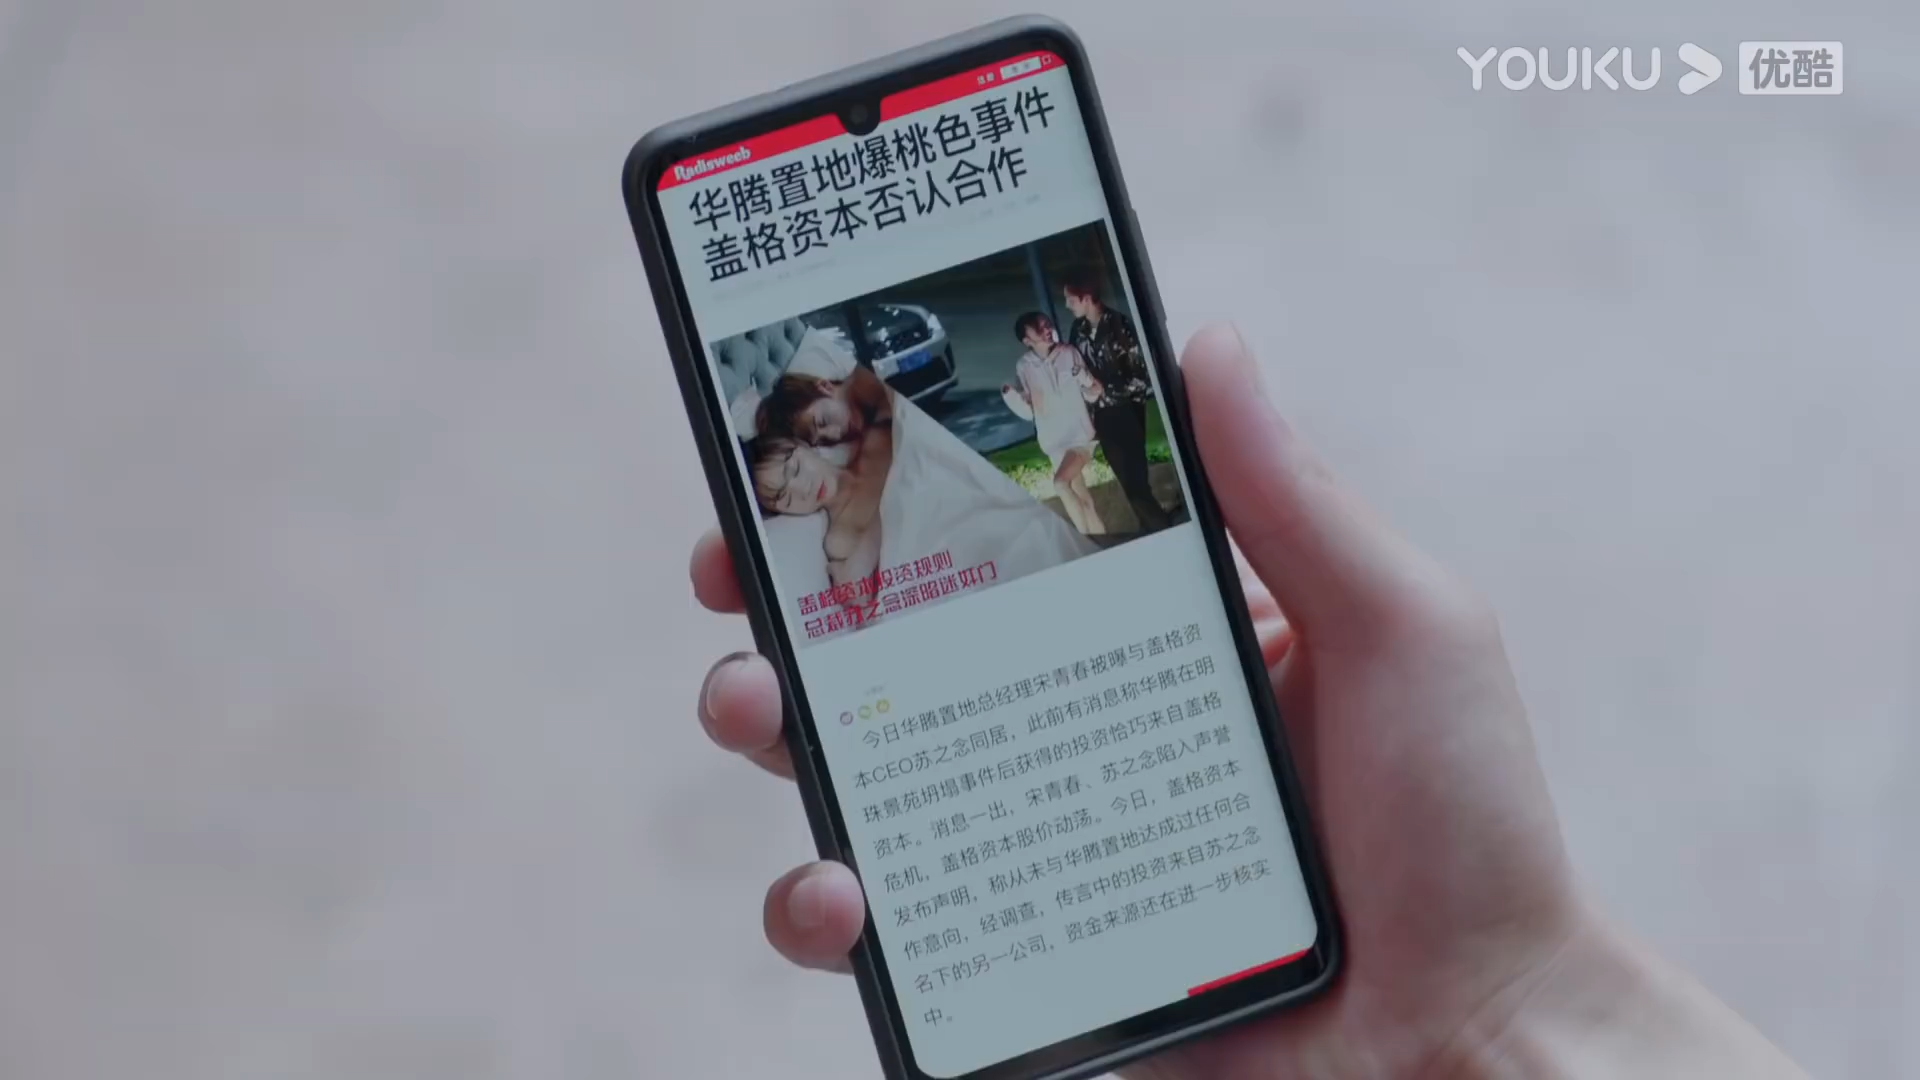 YOUKU 优酷
Radisweeb
华腾置地爆桃色事件
盖格资本否认合作
盖格资本投资规则
总裁苏之念深陷迷奸门
今日华腾置地总经理宋青春被曝与盖格资
本CEO苏之念同居，此前有消息称华腾在明
珠景苑坍塌事件后获得的投资恰巧来自盖格
资本。消息一出，宋青春、苏之念陷入声誉
危机，盖格资本股价动荡。今日，盖格资本
发布声明，称从未与华腾置地达成过任何合
作意向，经调查，传言中的投资来自苏之念
名下的另一公司，资金来源还在进一步核实
中。